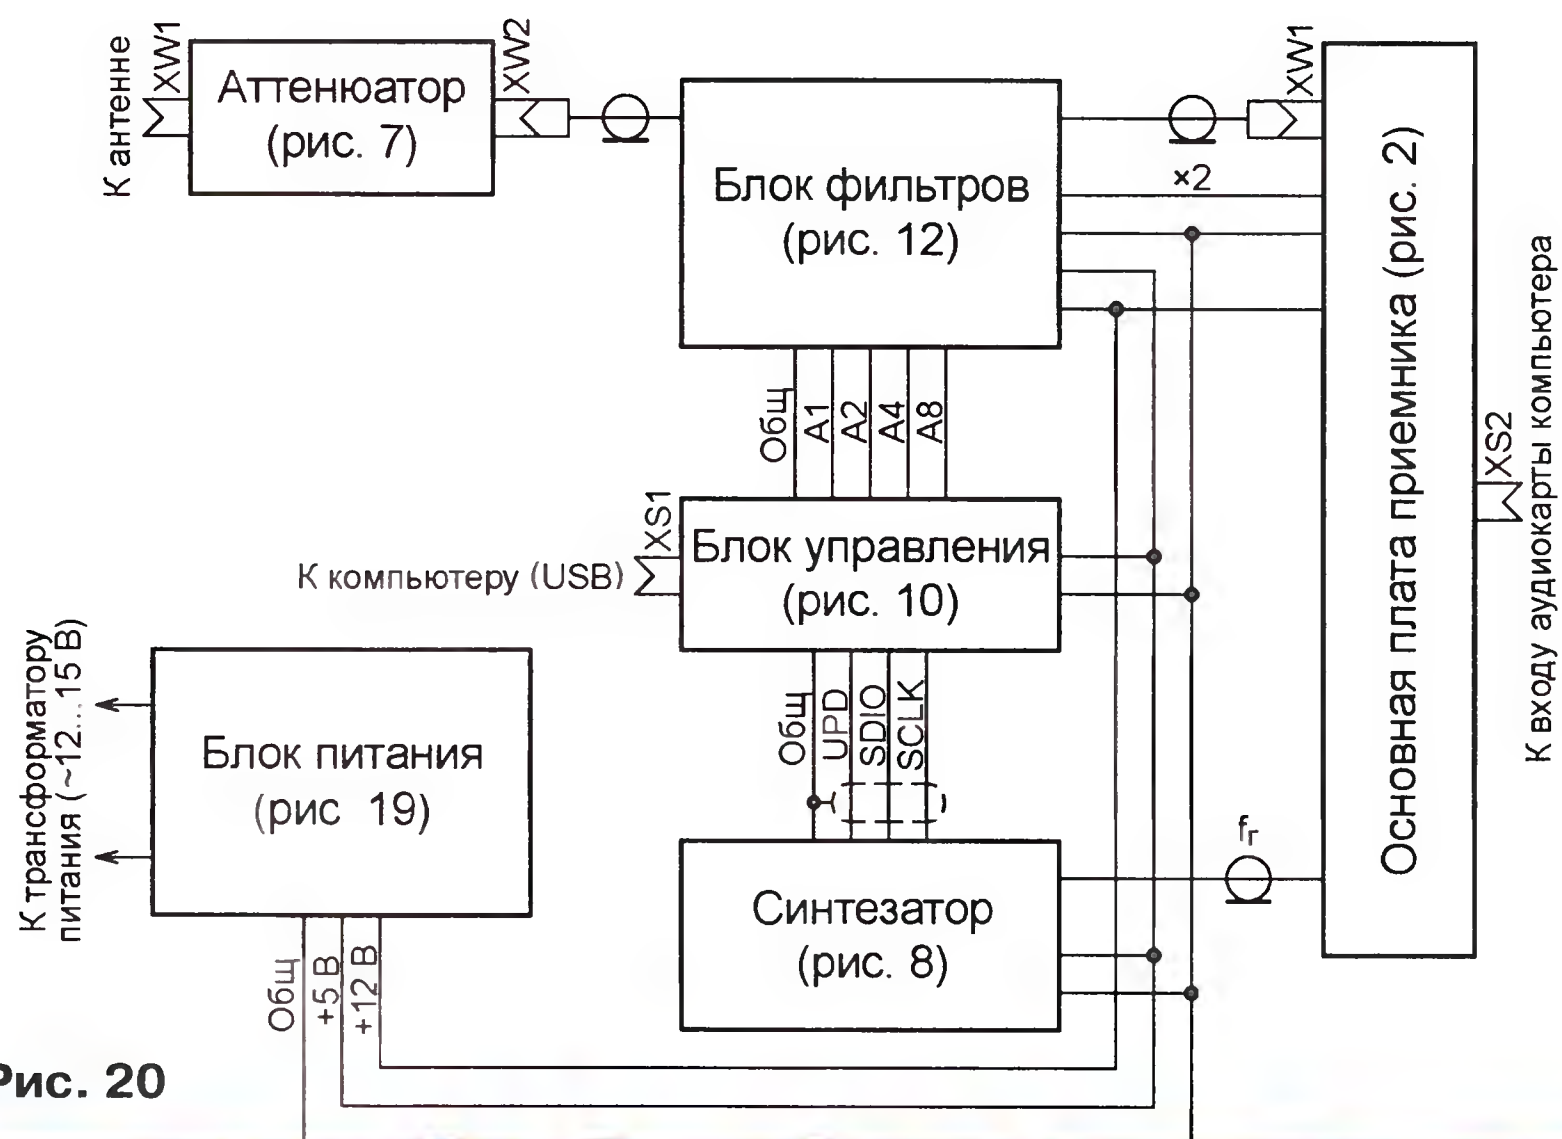 К антенне
XW1
Аттенюатор
(рис. 7)
XW2
Блок фильтров
(рис. 12)
XW1
×2
Основная плата приемника (рис. 2)
XS2
К входу аудиокарты компьютера
Общ
A1
A2
A4
A8
XS1
К компьютеру (USB)
Блок управления
(рис. 10)
К трансформатору
питания (~12...15 В)
Блок питания
(рис 19)
Общ
UPD
SDIO
SCLK
Синтезатор
(рис. 8)
fг
Общ
+5 В
+12 В
Рис. 20